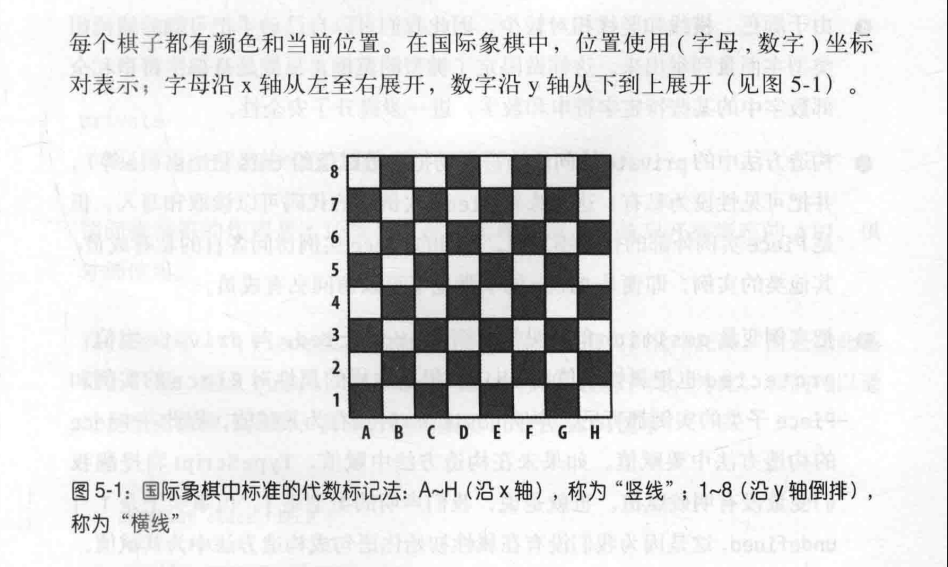 每个棋子都有颜色和当前位置。在国际象棋中，位置使用（字母，数字）坐标
对表示；字母沿 x 轴从左至右展开，数字沿 y 轴从下到上展开（见图 5-1）。
8
7
6
5
4
3
2
1
A B C D E F G H
图 5-1：国际象棋中标准的代数标记法：A~H（沿 x 轴），称为“竖线”；1~8（沿 y 轴倒排），
称为“横线”